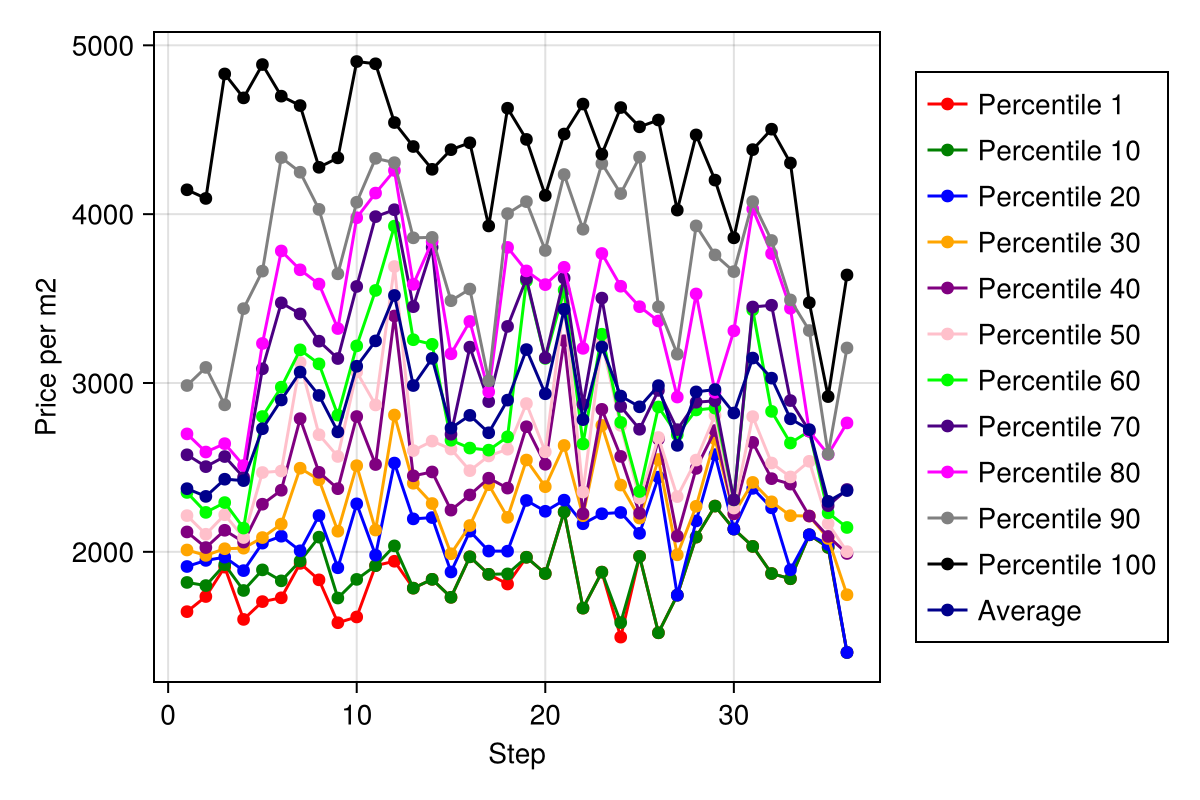 5000
4000
3000
2000
Price per m2
0
10
20
30
Step
Percentile 1
Percentile 10
Percentile 20
Percentile 30
Percentile 40
Percentile 50
Percentile 60
Percentile 70
Percentile 80
Percentile 90
Percentile 100
Average